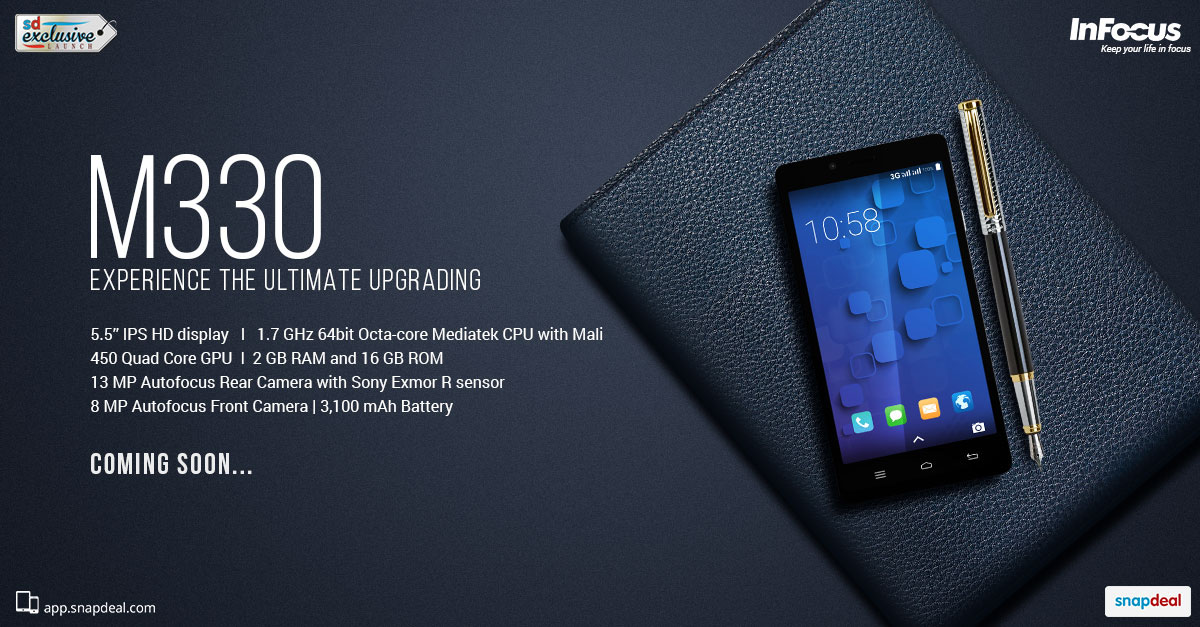 sd
exclusive
LAUNCH
InFocus
Keep your life in focus
M330
EXPERIENCE THE ULTIMATE UPGRADING
5.5” IPS HD display | 1.7 GHz 64bit Octa-core Mediatek CPU with Mali
450 Quad Core GPU | 2 GB RAM and 16 GB ROM
13 MP Autofocus Rear Camera with Sony Exmor R sensor
8 MP Autofocus Front Camera | 3,100 mAh Battery
COMING SOON...
3G
10:58
app.snapdeal.com
snapdeal